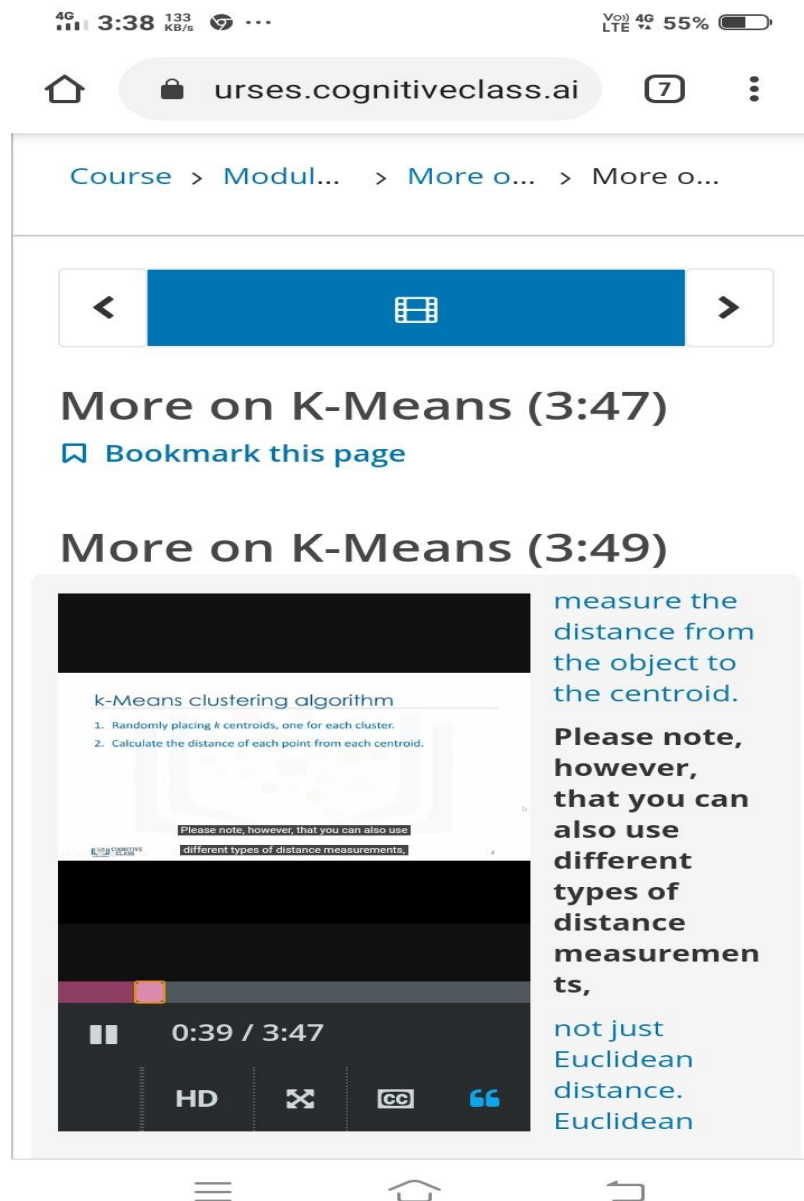 4G 3:38 133 KB/s ... Vo)) LTE 4G 55%
urses.cognitiveclass.ai 7
Course > Modul... > More o... > More o...
< >
More on K-Means (3:47)
Bookmark this page
More on K-Means (3:49)
k-Means clustering algorithm
1. Randomly placing k centroids, one for each cluster.
2. Calculate the distance of each point from each centroid.
Please note, however, that you can also use
different types of distance measurements,
COGNITIVE
CLASS
2
0:39 / 3:47
HD CC
measure the
distance from
the object to
the centroid.
Please note,
however,
that you can
also use
different
types of
distance
measuremen
ts,
not just
Euclidean
distance.
Euclidean